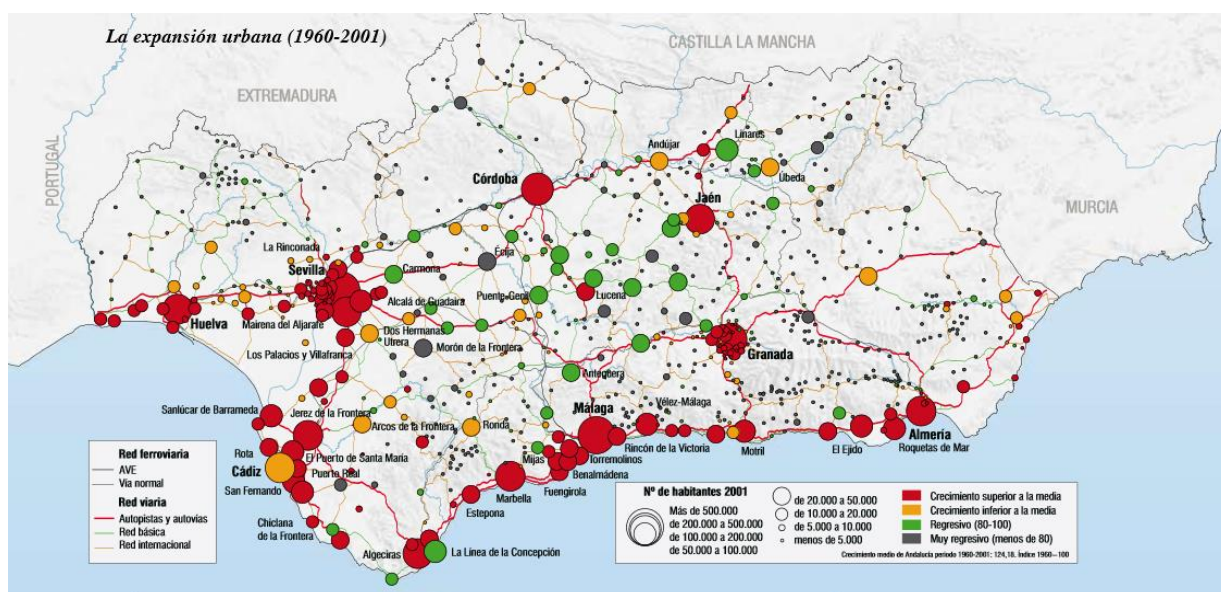 La expansión urbana (1960-2001)
CASTILLA LA MANCHA
EXTREMADURA
PORTUGAL
MURCIA
Linares
Andújar
Úbeda
Córdoba
Jaén
La Rinconada
Sevilla
Écija
Carmona
Puente-Genil
Lucena
Alcalá de Guadaira
Huelva
Mairena del Aljarafe
Dos Hermanas
Utrera
Morón de la Frontera
Los Palacios y Villafranca
Granada
Antequera
Sanlúcar de Barrameda
Jerez de la Frontera
Málaga
Vélez-Málaga
Arcos de la Frontera
Ronda
Almería
Rota
El Puerto de Santa María
Mijas
Rincón de la Victoria
Motril
El Ejido
Roquetas de Mar
Torremolinos
Cádiz
Puerto Real
Benalmádena
San Fernando
Marbella
Fuengirola
Estepona
Chiclana
de la Frontera
Algeciras
La Línea de la Concepción
Red ferroviaria
AVE
Vía normal
Red viaria
Autopistas y autovías
Red básica
Red internacional
Nº de habitantes 2001
Más de 500.000
de 200.000 a 500.000
de 100.000 a 200.000
de 50.000 a 100.000
de 20.000 a 50.000
de 10.000 a 20.000
de 5.000 a 10.000
menos de 5.000
Crecimiento superior a la media
Crecimiento inferior a la media
Regresivo (80-100)
Muy regresivo (menos de 80)
Crecimiento medio de Andalucía periodo 1960-2001; 124,18. Índice 1960—100